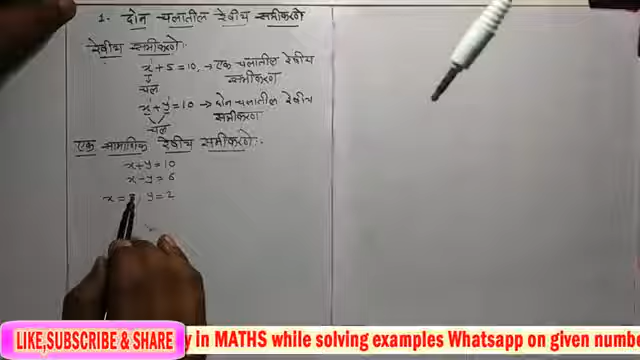 1. दोन चलातील रेषीय समीकरणे
रेषीय समीकरणे:
x + 5 = 10, → एक चलातील रेषीय
समीकरण
चल
x + y = 10 → दोन चलातील रेषीय
समीकरण
चल
एक सामायिक रेषीय समीकरणे:
x + y = 10
x - y = 6
x = y = 2
LIKE,SUBSCRIBE & SHARE
y in MATHS while solving examples Whatsapp on given numbe